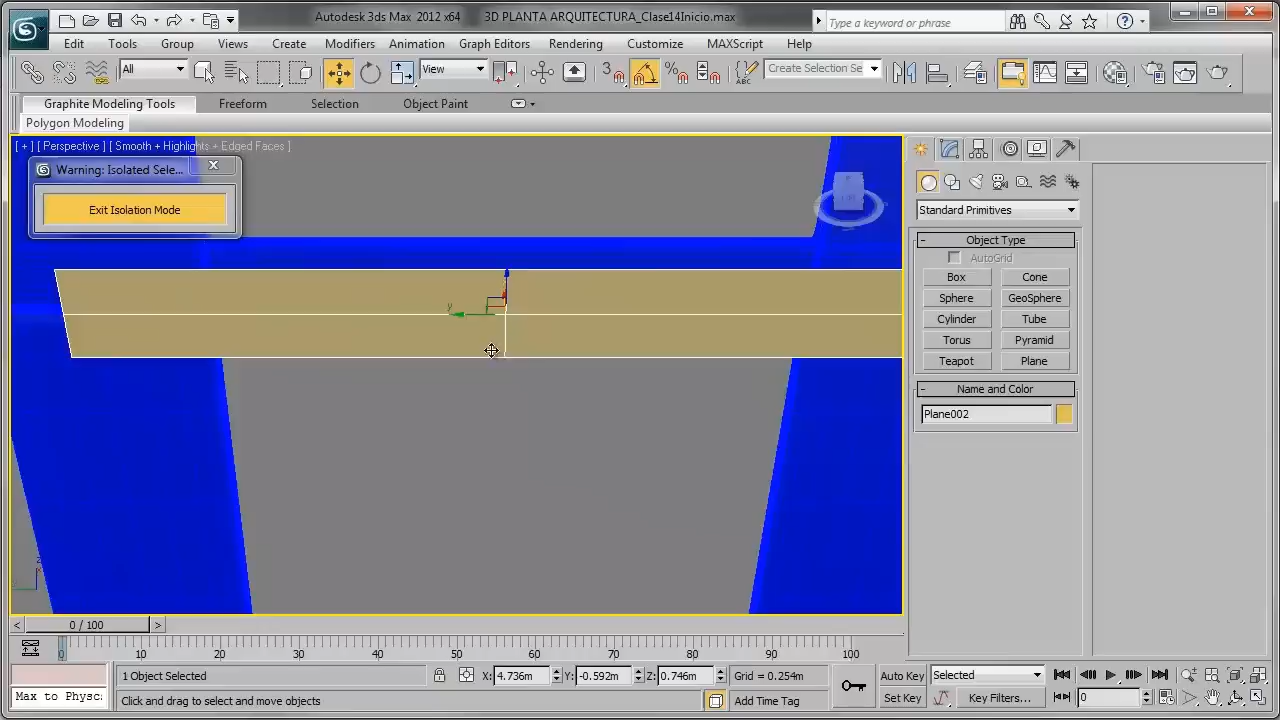 Autodesk 3ds Max 2012 x64 3D PLANTA ARQUITECTURA_Clase14Inicio.max
Type a keyword or phrase
Edit Tools Group Views Create Modifiers Animation Graph Editors Rendering Customize MAXScript Help
All
View
Create Selection Se
Graphite Modeling Tools Freeform Selection Object Paint
Polygon Modeling
[ + ] [ Perspective ] [ Smooth + Highlights + Edged Faces ]
Warning: Isolated Sele...
Exit Isolation Mode
Standard Primitives
Object Type
AutoGrid
Box Cone
Sphere GeoSphere
Cylinder Tube
Torus Pyramid
Teapot Plane
Name and Color
Plane002
y
z
0 / 100
0 10 20 30 40 50 60 70 80 90 100
1 Object Selected
X: 4.736m Y: -0.592m Z: 0.746m Grid = 0.254m
Auto Key Selected
Max to Physc
Click and drag to select and move objects
Add Time Tag
Set Key Key Filters... 0